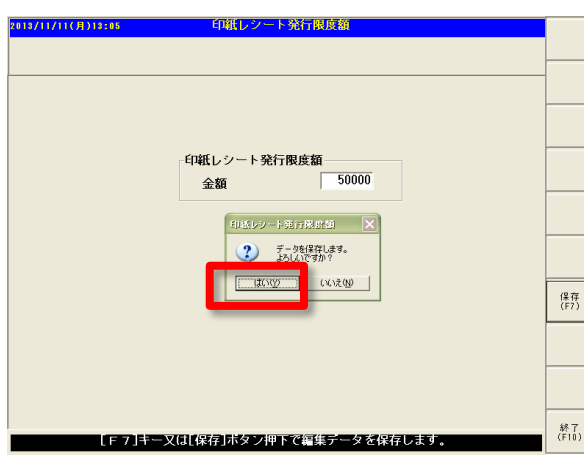 2013/11/11(月)13:05 印紙レシート発行限度額
印紙レシート発行限度額
金額 50000
印紙レシート発行限度額
データを保存します。
よろしいですか？
はい(Y) いいえ(N)
保存
(F7)
終了
(F10)
[Ｆ７]キー又は[保存]ボタン押下で編集データを保存します。